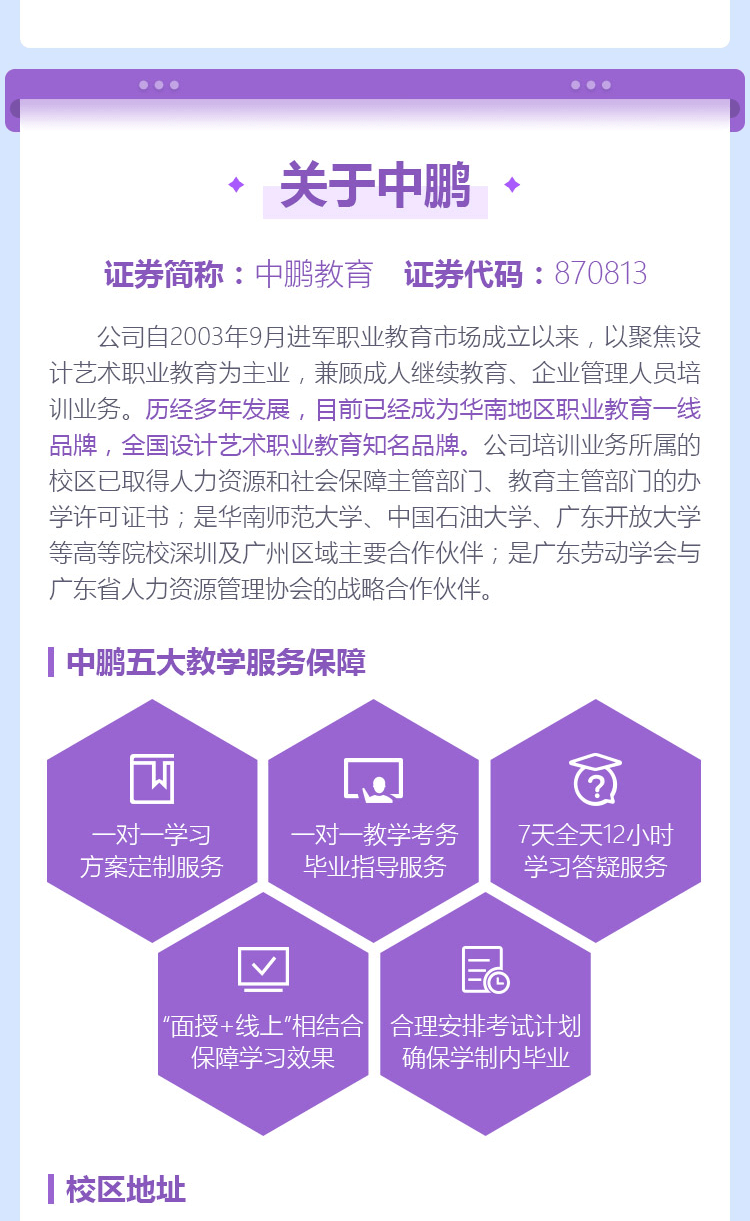 关于中鹏
证券简称：中鹏教育 证券代码：870813
公司自2003年9月进军职业教育市场成立以来，以聚焦设
计艺术职业教育为主业，兼顾成人继续教育、企业管理人员培
训业务。历经多年发展，目前已经成为华南地区职业教育一线
品牌，全国设计艺术职业教育知名品牌。公司培训业务所属的
校区已取得人力资源和社会保障主管部门、教育主管部门的办
学许可证书；是华南师范大学、中国石油大学、广东开放大学
等高等院校深圳及广州区域主要合作伙伴；是广东劳动学会与
广东省人力资源管理协会的战略合作伙伴。
中鹏五大教学服务保障
一对一学习
方案定制服务
一对一教学考务
毕业指导服务
7天全天12小时
学习答疑服务
“面授+线上”相结合
保障学习效果
合理安排考试计划
确保学制内毕业
校区地址